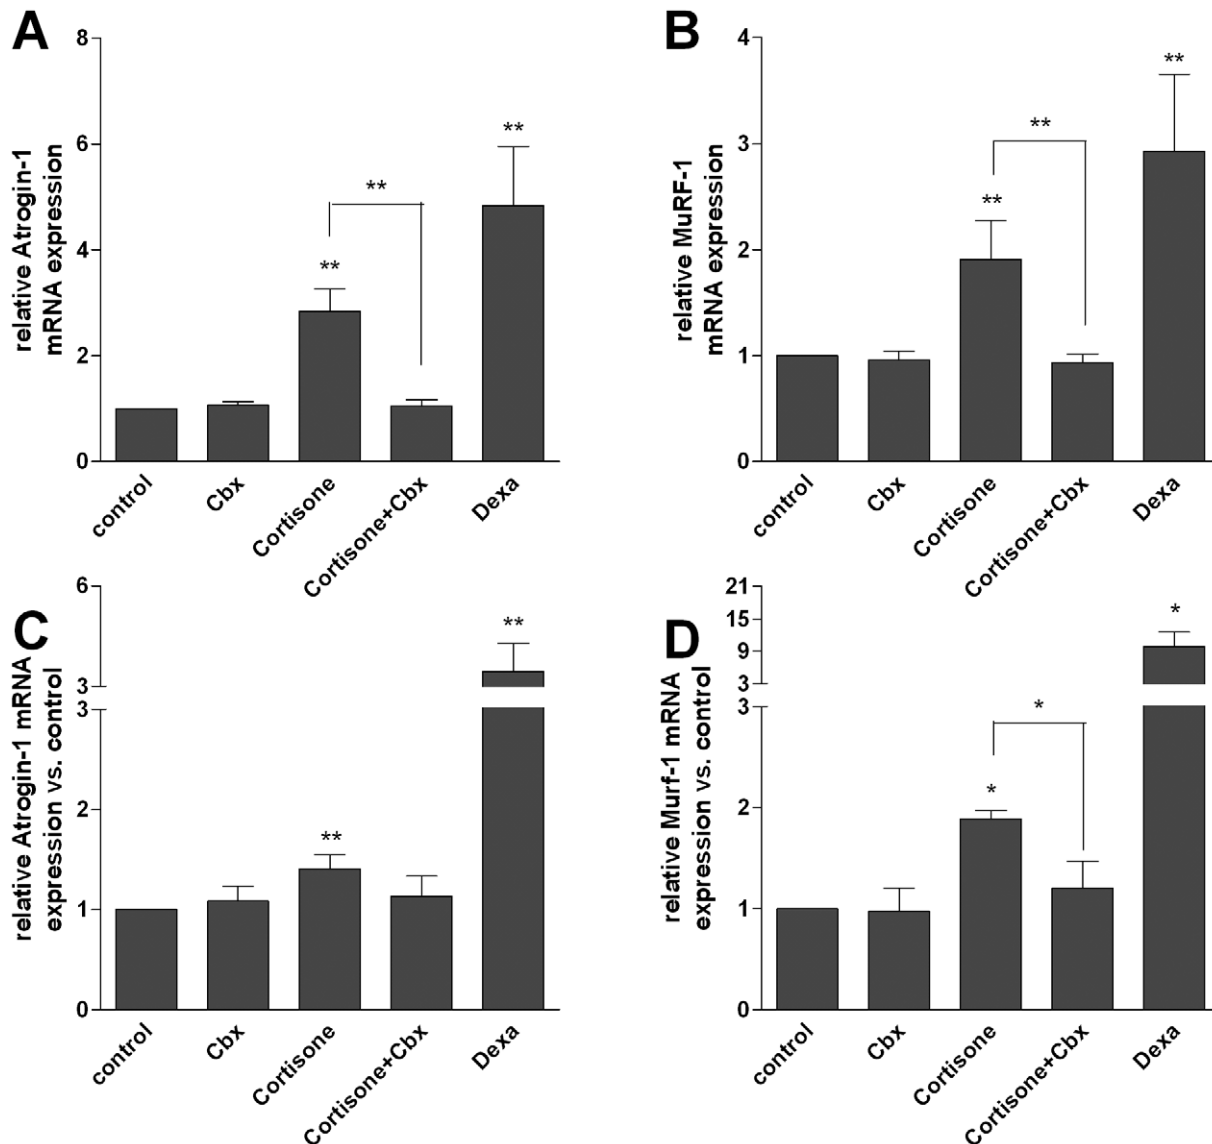 A
relative Atrogin-1
mRNA expression
8
6
4
2
0
**
**
**
control
Cbx
Cortisone
Cortisone+Cbx
Dexa
B
relative MuRF-1
mRNA expression
4
3
2
1
0
**
**
**
control
Cbx
Cortisone
Cortisone+Cbx
Dexa
C
relative Atrogin-1 mRNA
expression vs. control
6
3
3
2
1
0
**
**
control
Cbx
Cortisone
Cortisone+Cbx
Dexa
D
relative Murf-1 mRNA
expression vs. control
21
15
9
3
3
2
1
0
*
*
*
control
Cbx
Cortisone
Cortisone+Cbx
Dexa